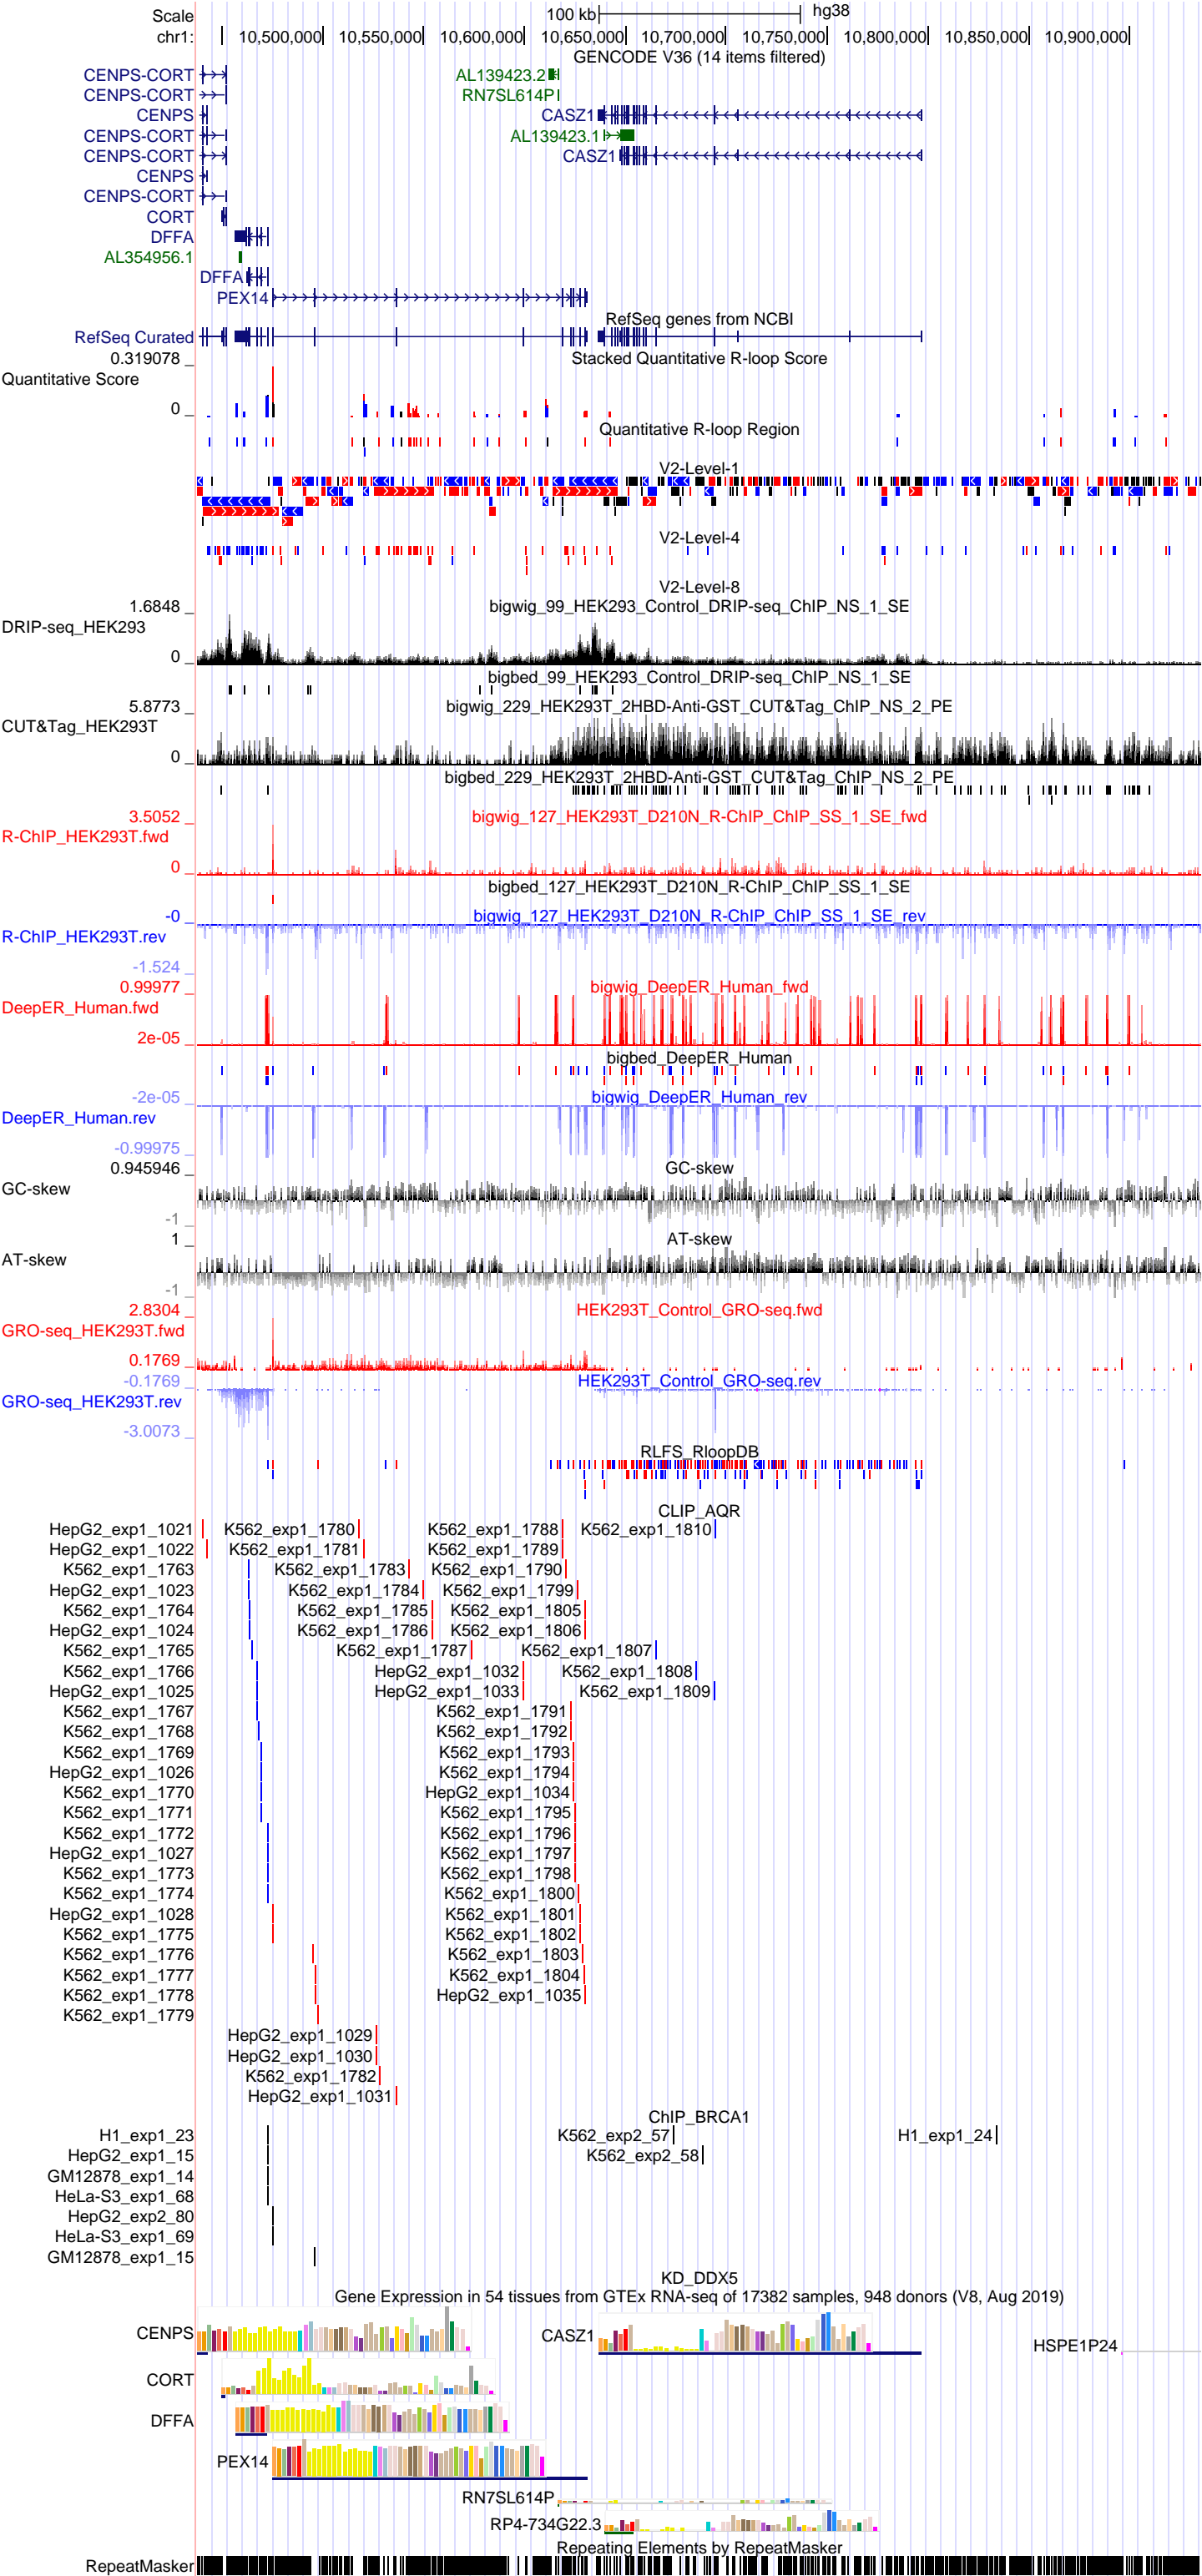 Scale 100 kb hg38
chr1: 10,500,000 10,550,000 10,600,000 10,650,000 10,700,000 10,750,000 10,800,000 10,850,000 10,900,000
GENCODE V36 (14 items filtered)
CENPS-CORT AL139423.2
CENPS-CORT RN7SL614P
CENPS CASZ1
CENPS-CORT AL139423.1
CENPS-CORT CASZ1
CENPS
CENPS-CORT
CORT
DFFA
AL354956.1
DFFA
PEX14
RefSeq genes from NCBI
RefSeq Curated
0.319078 Stacked Quantitative R-loop Score
Quantitative Score
0
Quantitative R-loop Region
V2-Level-1
V2-Level-4
V2-Level-8
1.6848 bigwig_99_HEK293_Control_DRIP-seq_ChIP_NS_1_SE
DRIP-seq_HEK293
0
bigbed_99_HEK293_Control_DRIP-seq_ChIP_NS_1_SE
5.8773 bigwig_229_HEK293T_2HBD-Anti-GST_CUT&Tag_ChIP_NS_2_PE
CUT&Tag_HEK293T
0
bigbed_229_HEK293T_2HBD-Anti-GST_CUT&Tag_ChIP_NS_2_PE
3.5052 bigwig_127_HEK293T_D210N_R-ChIP_ChIP_SS_1_SE_fwd
R-ChIP_HEK293T.fwd
0
bigbed_127_HEK293T_D210N_R-ChIP_ChIP_SS_1_SE
-0 bigwig_127_HEK293T_D210N_R-ChIP_ChIP_SS_1_SE_rev
R-ChIP_HEK293T.rev
-1.524
0.99977 bigwig_DeepER_Human_fwd
DeepER_Human.fwd
2e-05
bigbed_DeepER_Human
-2e-05 bigwig_DeepER_Human_rev
DeepER_Human.rev
-0.99975
0.945946 GC-skew
GC-skew
-1
1 AT-skew
AT-skew
-1
2.8304 HEK293T_Control_GRO-seq.fwd
GRO-seq_HEK293T.fwd
0.1769
-0.1769 HEK293T_Control_GRO-seq.rev
GRO-seq_HEK293T.rev
-3.0073
RLFS_RloopDB
CLIP_AQR
HepG2_exp1_1021 K562_exp1_1780 K562_exp1_1788 K562_exp1_1810
HepG2_exp1_1022 K562_exp1_1781 K562_exp1_1789
K562_exp1_1763 K562_exp1_1783 K562_exp1_1790
HepG2_exp1_1023 K562_exp1_1784 K562_exp1_1799
K562_exp1_1764 K562_exp1_1785 K562_exp1_1805
HepG2_exp1_1024 K562_exp1_1786 K562_exp1_1806
K562_exp1_1765 K562_exp1_1787 K562_exp1_1807
K562_exp1_1766 HepG2_exp1_1032 K562_exp1_1808
HepG2_exp1_1025 HepG2_exp1_1033 K562_exp1_1809
K562_exp1_1767 K562_exp1_1791
K562_exp1_1768 K562_exp1_1792
K562_exp1_1769 K562_exp1_1793
HepG2_exp1_1026 K562_exp1_1794
K562_exp1_1770 HepG2_exp1_1034
K562_exp1_1771 K562_exp1_1795
K562_exp1_1772 K562_exp1_1796
HepG2_exp1_1027 K562_exp1_1797
K562_exp1_1773 K562_exp1_1798
K562_exp1_1774 K562_exp1_1800
HepG2_exp1_1028 K562_exp1_1801
K562_exp1_1775 K562_exp1_1802
K562_exp1_1776 K562_exp1_1803
K562_exp1_1777 K562_exp1_1804
K562_exp1_1778 HepG2_exp1_1035
K562_exp1_1779
HepG2_exp1_1029
HepG2_exp1_1030
K562_exp1_1782
HepG2_exp1_1031
ChIP_BRCA1
H1_exp1_23 K562_exp2_57 H1_exp1_24
HepG2_exp1_15 K562_exp2_58
GM12878_exp1_14
HeLa-S3_exp1_68
HepG2_exp2_80
HeLa-S3_exp1_69
GM12878_exp1_15
KD_DDX5
Gene Expression in 54 tissues from GTEx RNA-seq of 17382 samples, 948 donors (V8, Aug 2019)
CENPS CASZ1 HSPE1P24
CORT
DFFA
PEX14
RN7SL614P
RP4-734G22.3
Repeating Elements by RepeatMasker
RepeatMasker